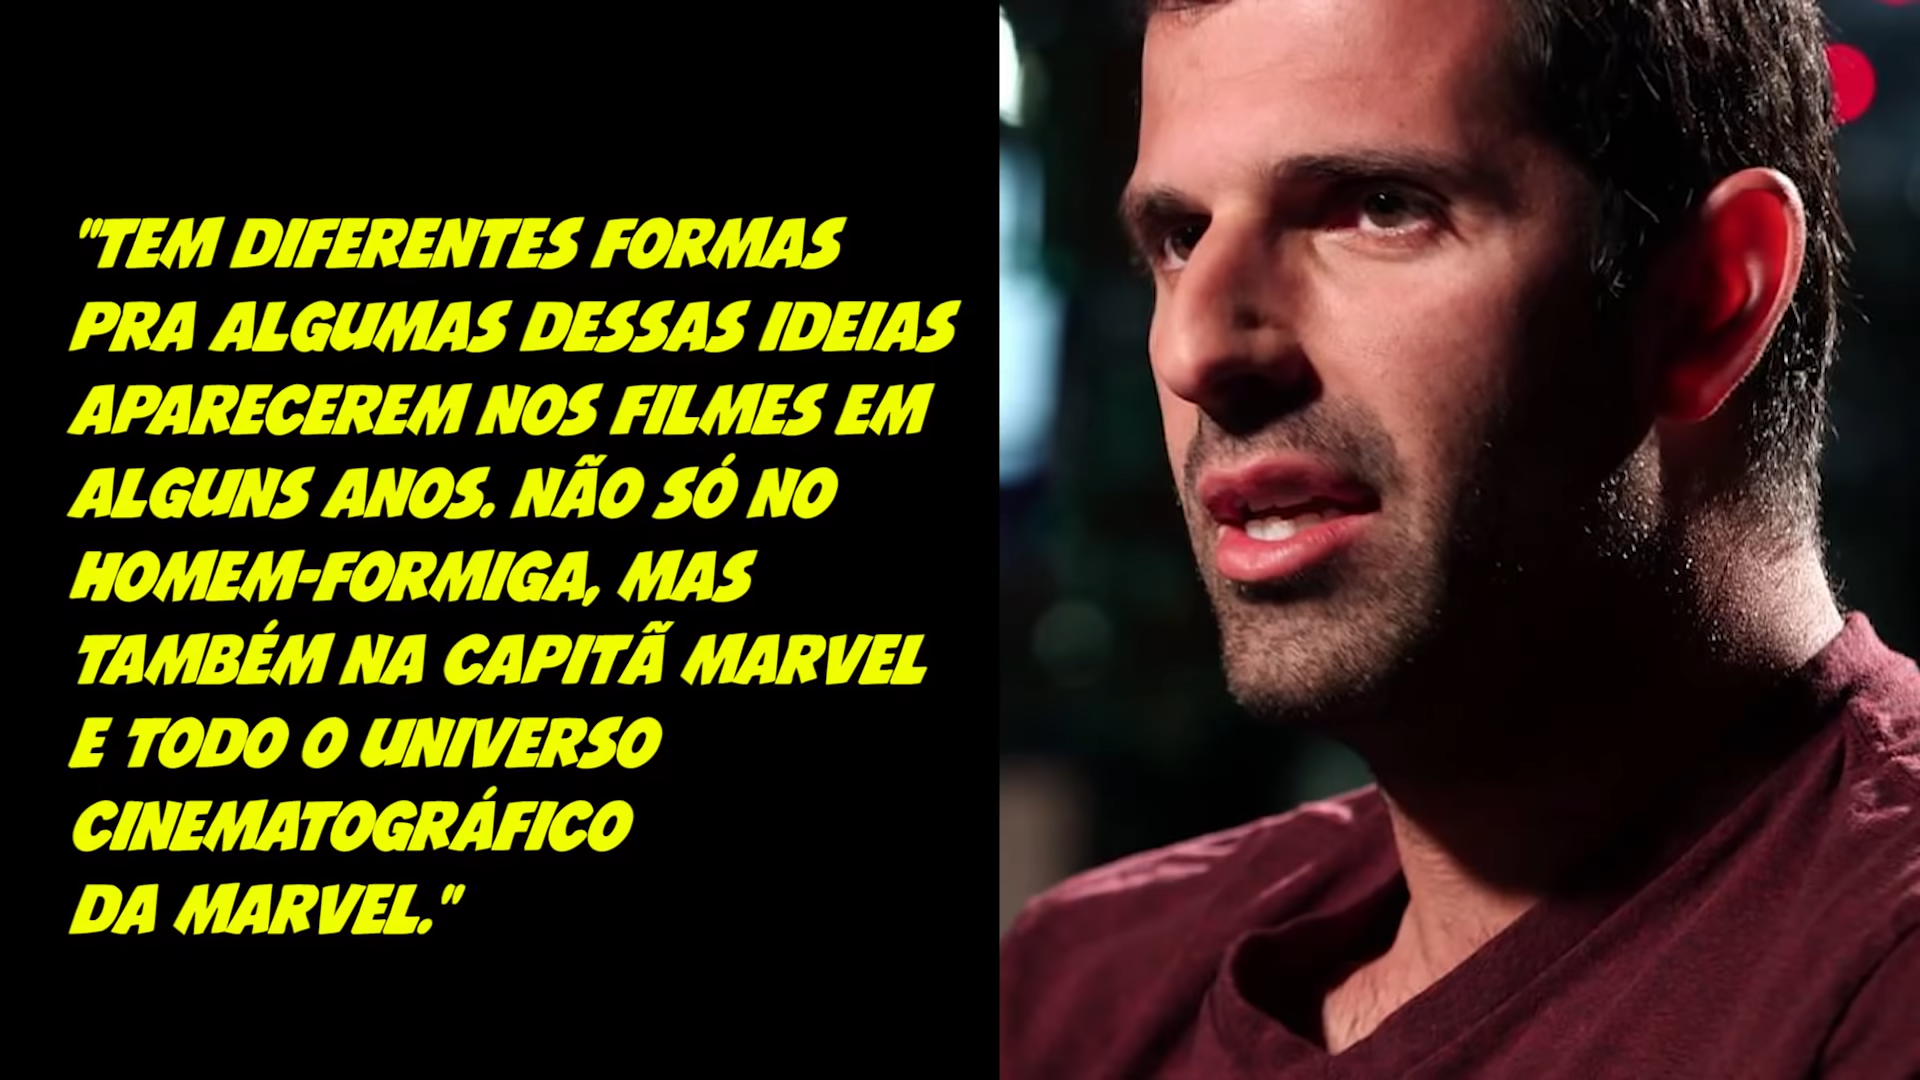 "TEM DIFERENTES FORMAS
PRA ALGUMAS DESSAS IDEIAS
APARECEREM NOS FILMES EM
ALGUNS ANOS. NÃO SÓ NO
HOMEM-FORMIGA, MAS
TAMBÉM NA CAPITÃ MARVEL
E TODO O UNIVERSO
CINEMATOGRÁFICO
DA MARVEL."